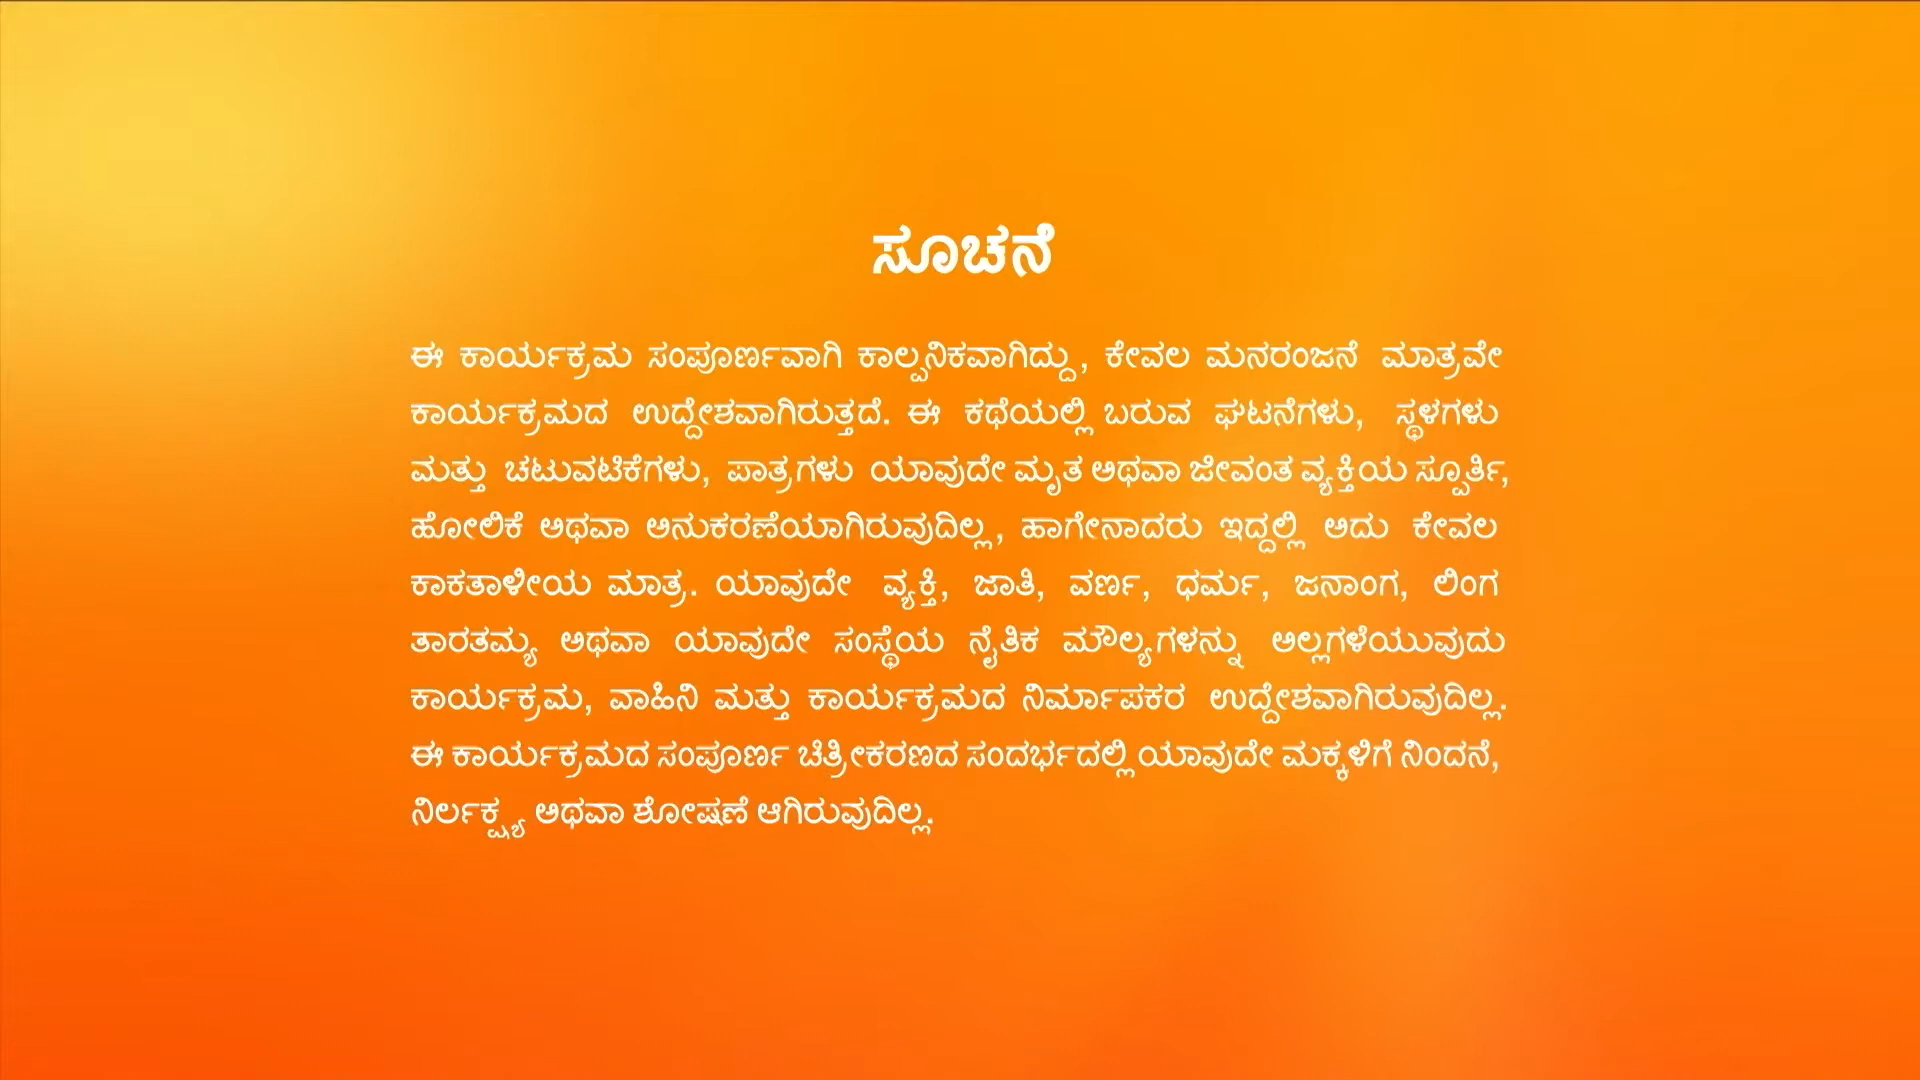 ಸೂಚನೆ
ಈ ಕಾರ್ಯಕ್ರಮ ಸಂಪೂರ್ಣವಾಗಿ ಕಾಲ್ಪನಿಕವಾಗಿದ್ದು, ಕೇವಲ ಮನರಂಜನೆ ಮಾತ್ರವೇ
ಕಾರ್ಯಕ್ರಮದ ಉದ್ದೇಶವಾಗಿರುತ್ತದೆ. ಈ ಕಥೆಯಲ್ಲಿ ಬರುವ ಘಟನೆಗಳು, ಸ್ಥಳಗಳು
ಮತ್ತು ಚಟುವಟಿಕೆಗಳು, ಪಾತ್ರಗಳು ಯಾವುದೇ ಮೃತ ಅಥವಾ ಜೀವಂತ ವ್ಯಕ್ತಿಯ ಸ್ಪೂರ್ತಿ,
ಹೋಲಿಕೆ ಅಥವಾ ಅನುಕರಣೆಯಾಗಿರುವುದಿಲ್ಲ, ಹಾಗೇನಾದರು ಇದ್ದಲ್ಲಿ ಅದು ಕೇವಲ
ಕಾಕತಾಳೀಯ ಮಾತ್ರ. ಯಾವುದೇ ವ್ಯಕ್ತಿ, ಜಾತಿ, ವರ್ಣ, ಧರ್ಮ, ಜನಾಂಗ, ಲಿಂಗ
ತಾರತಮ್ಯ ಅಥವಾ ಯಾವುದೇ ಸಂಸ್ಥೆಯ ನೈತಿಕ ಮೌಲ್ಯಗಳನ್ನು ಅಲ್ಲಗಳೆಯುವುದು
ಕಾರ್ಯಕ್ರಮ, ವಾಹಿನಿ ಮತ್ತು ಕಾರ್ಯಕ್ರಮದ ನಿರ್ಮಾಪಕರ ಉದ್ದೇಶವಾಗಿರುವುದಿಲ್ಲ.
ಈ ಕಾರ್ಯಕ್ರಮದ ಸಂಪೂರ್ಣ ಚಿತ್ರೀಕರಣದ ಸಂದರ್ಭದಲ್ಲಿ ಯಾವುದೇ ಮಕ್ಕಳಿಗೆ ನಿಂದನೆ,
ನಿರ್ಲಕ್ಷ್ಯ ಅಥವಾ ಶೋಷಣೆ ಆಗಿರುವುದಿಲ್ಲ.